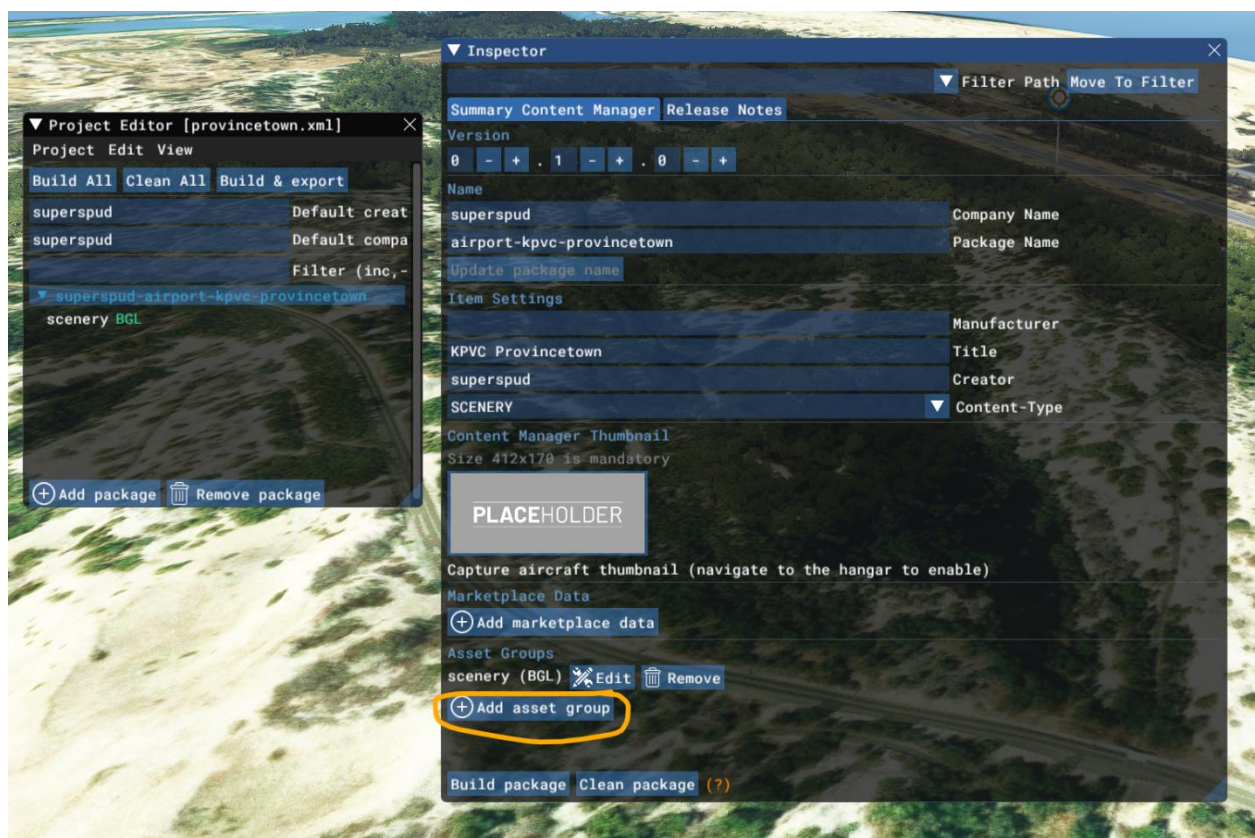 Project Editor [provincetown.xml]
Project Edit View
Build All Clean All Build & export
superspud Default creat
superspud Default compa
Filter (inc,-
superspud-airport-kpvc-provincetown
scenery BGL
Add package Remove package
Inspector
Filter Path Move To Filter
Summary Content Manager Release Notes
Version
0 - + . 1 - + . 0 - +
Name
superspud Company Name
airport-kpvc-provincetown Package Name
Update package name
Item Settings
Manufacturer
KPVC Provincetown Title
superspud Creator
SCENERY Content-Type
Content Manager Thumbnail
Size 412x170 is mandatory
PLACEHOLDER
Capture aircraft thumbnail (navigate to the hangar to enable)
Marketplace Data
Add marketplace data
Asset Groups
scenery (BGL) Edit Remove
Add asset group
Build package Clean package (?)